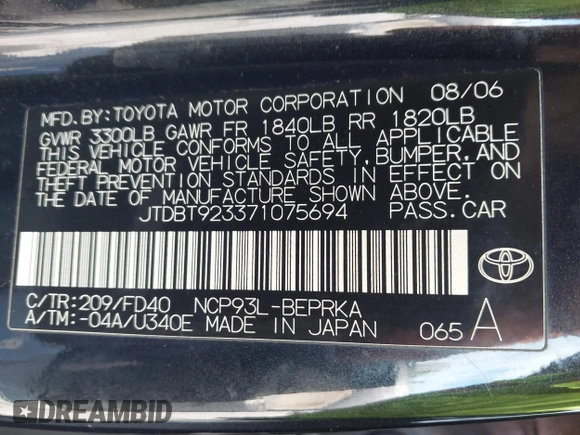 MFD. BY: TOYOTA MOTOR CORPORATION 08/06
GVWR 3300LB GAWR FR 1840LB RR 1820LB
THIS VEHICLE CONFORMS TO ALL APPLICABLE
FEDERAL MOTOR VEHICLE SAFETY, BUMPER, AND
THEFT PREVENTION STANDARDS IN EFFECT ON
THE DATE OF MANUFACTURE SHOWN ABOVE.
JTDBT923371075694 PASS. CAR
C/TR: 209/FD40 NCP93L-BEPRKA
A/TM: -04A/U340E MADE IN JAPAN 065 A
DREAMBID